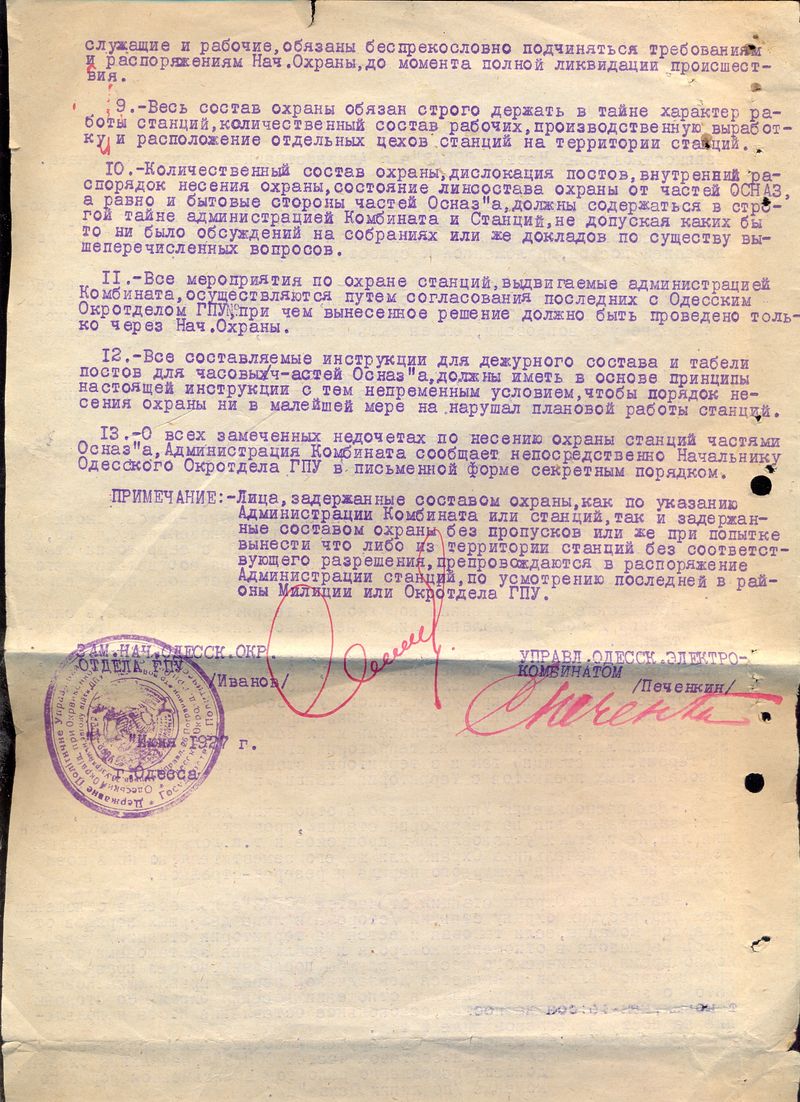 служащие и рабочие,обязаны беспрекословно подчиняться требованиям
и распоряжениям Нач.Охраны,до момента полной ликвидации происшест-
вия.
9.-Весь состав охраны обязан строго держать в тайне характер ра-
боты станций,количественный состав рабочих,производственную выработ-
ку и расположение отдельных цехов станций на территории станций.
10.-Количественный состав охраны,дислокация постов,внутренний ра-
спорядок несения охраны,состояние линсостава охраны от частей ОСНАЗ,
а равно и бытовые стороны частей Осназ"а,должны содержаться в стро-
гой тайне администрацией Комбината и Станций,не допуская каких бы
то ни было обсуждений на собраниях или же докладов по существу вы-
шеперечисленных вопросов.
11.-Все мероприятия по охране станций,выдвигаемые администрацией
Комбината,осуществляются путем согласования последних с Одесским
Окротделом ГПУ,при чем вынесенное решение должно быть проведено толь-
ко через Нач.Охраны.
12.-Все составляемые инструкции для дежурного состава и табели
постов для часовых/ч-астей Осназ"а,должны иметь в основе принципы
настоящей инструкции с тем непременным условием,чтобы порядок не-
сения охраны ни в малейшей мере на нарушал плановой работы станций.
13.-О всех замеченных недочетах по несению охраны станций частями
Осназ"а,Администрация Комбината сообщает непосредственно Начальнику
Одесского Окротдела ГПУ в письменной форме секретным порядком.
ПРИМЕЧАНИЕ:-Лица,задержанные составом охраны,как по указанию
Администрации Комбината или станций,так и задержан-
ные составом охраны без пропусков или же при попытке
вынести что либо из территории станций без соответст-
вующего разрешения,препровождаются в распоряжение
Администрации станций,по усмотрению последней в рай-
оны Милиции или Окротдела ГПУ.
ЗАМ.НАЧ.ОДЕССК.ОКР.
ОТДЕЛА ГПУ
/Иванов/
УПРАВЛ.ОДЕССК.ЭЛЕКТРО-
КОМБИНАТОМ
/Печенкин/
"Июня 1927 г.
г.Одесса
Державне Політичне